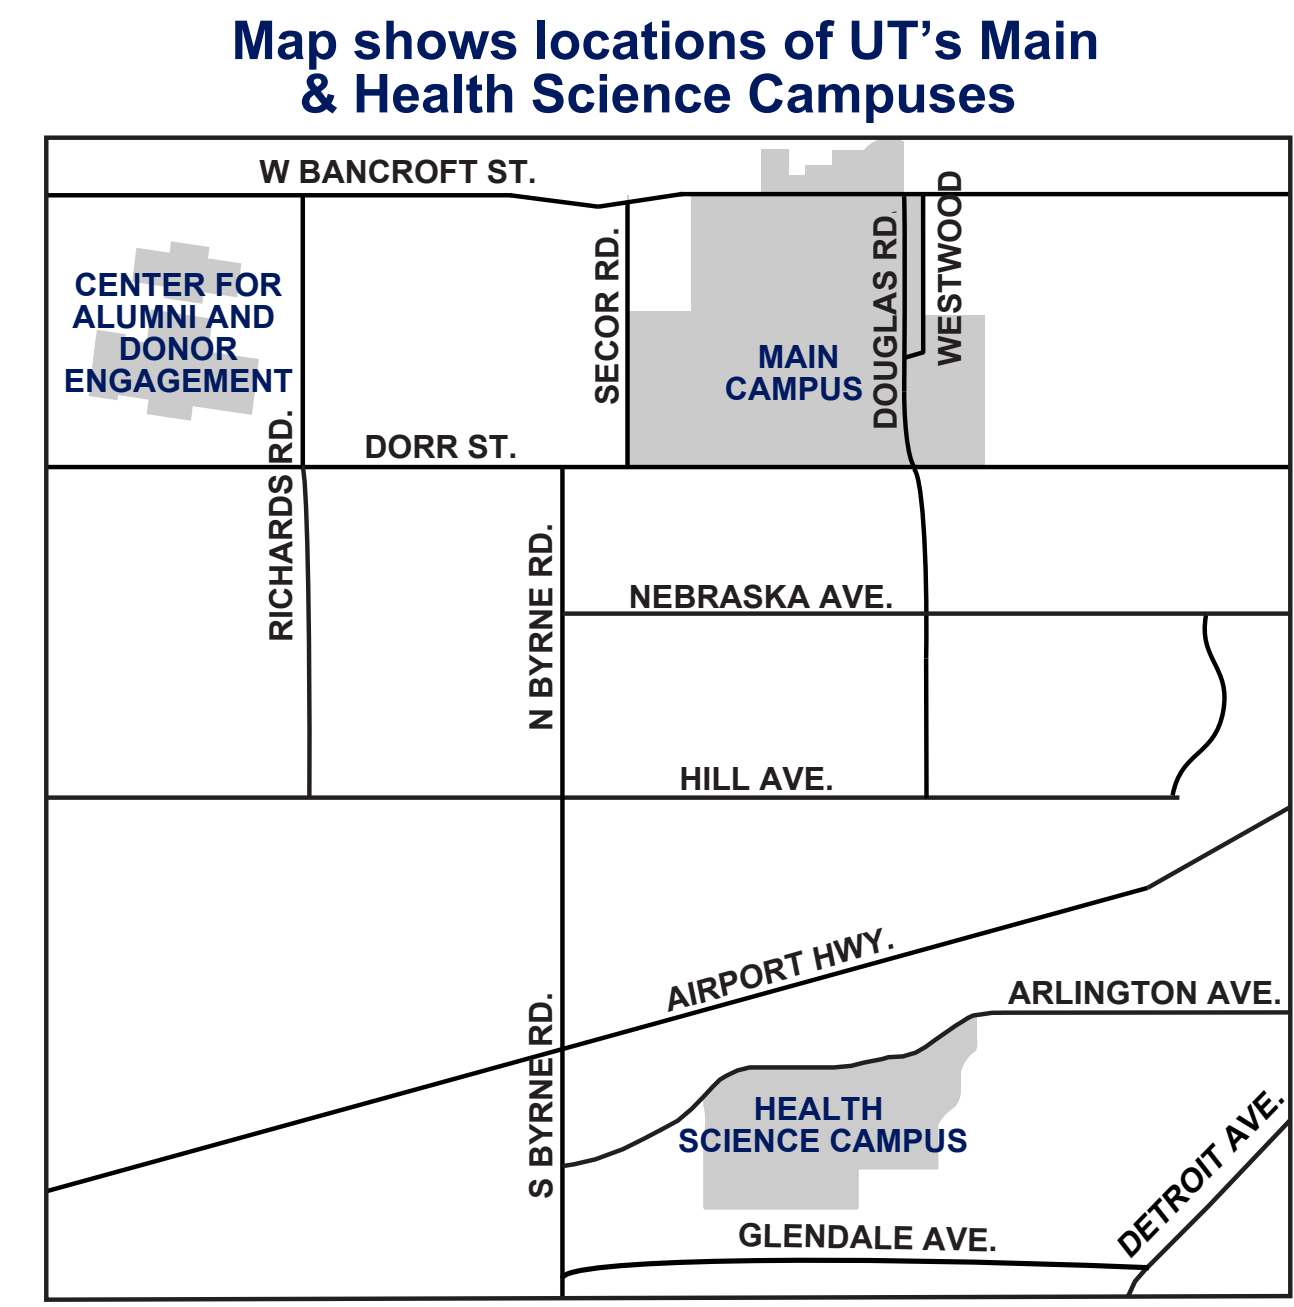 Map shows locations of UT’s Main
& Health Science Campuses
W BANCROFT ST.
CENTER FOR
ALUMNI AND
DONOR
ENGAGEMENT
RICHARDS RD.
SECOR RD.
DOUGLAS RD.
WESTWOOD
MAIN
CAMPUS
DORR ST.
N BYRNE RD.
NEBRASKA AVE.
HILL AVE.
AIRPORT HWY.
ARLINGTON AVE.
S BYRNE RD.
HEALTH
SCIENCE CAMPUS
DETROIT AVE.
GLENDALE AVE.